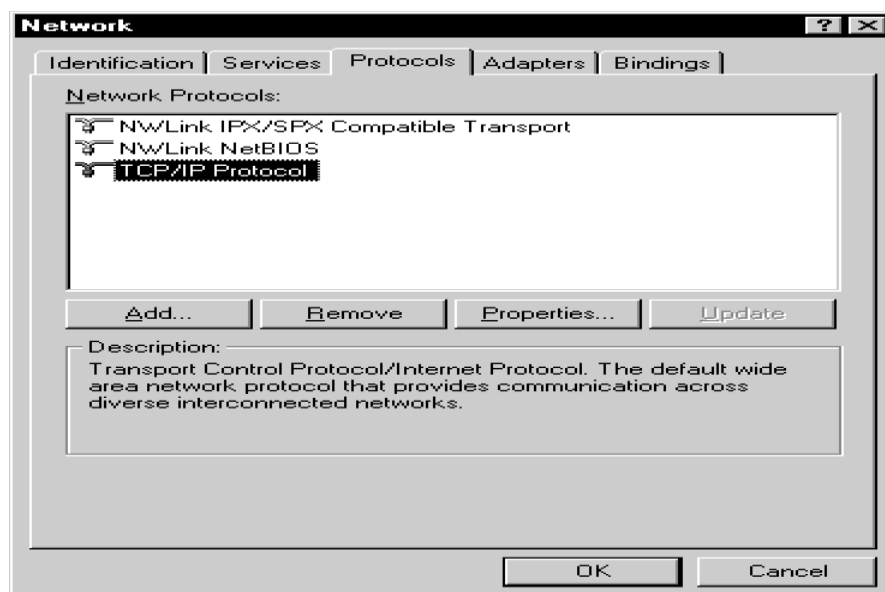 Network
Identification Services Protocols Adapters Bindings
Network Protocols:
NWLink IPX/SPX Compatible Transport
NWLink NetBIOS
TCP/IP Protocol
Add... Remove Properties... Update
Description:
Transport Control Protocol/Internet Protocol. The default wide
area network protocol that provides communication across
diverse interconnected networks.
OK Cancel